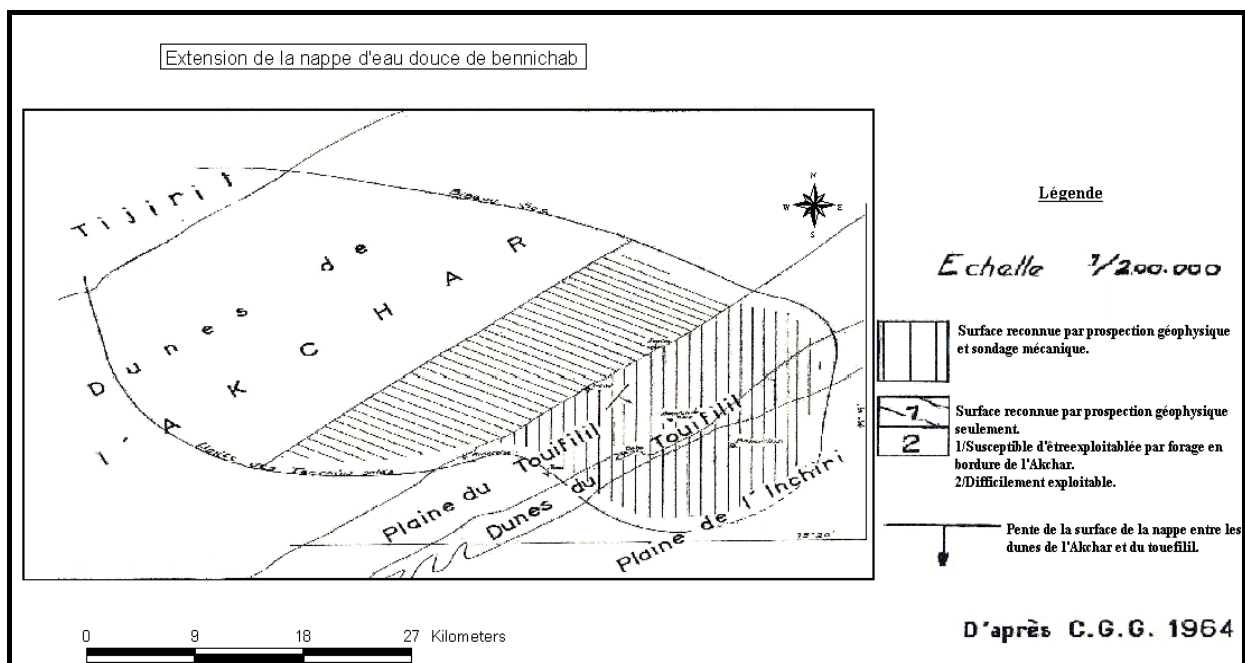 Extension de la nappe d'eau douce de bennichab
Tijirit
N
W E
S
Dunes de
l'AKCHAR
Plaine du Touifilil
Dunes du Touifilil
Plaine de l'Inchiri
15° 20'
Légende
Echelle 1/200.000
Surface reconnue par prospection géophysique
et sondage mécanique.
1
2
Surface reconnue par prospection géophysique
seulement.
1/Susceptible d'êtreexploitablée par forage en
bordure de l'Akchar.
2/Difficilement exploitable.
Pente de la surface de la nappe entre les
dunes de l'Akchar et du touefilil.
0 9 18 27 Kilometers
D'après C.G.G. 1964